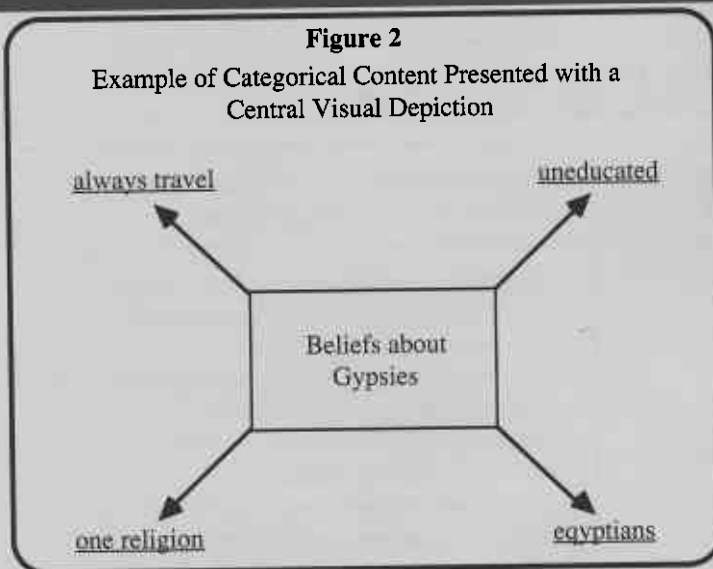 Figure 2
Example of Categorical Content Presented with a
Central Visual Depiction
always travel
uneducated
Beliefs about
Gypsies
one religion
eqyptians